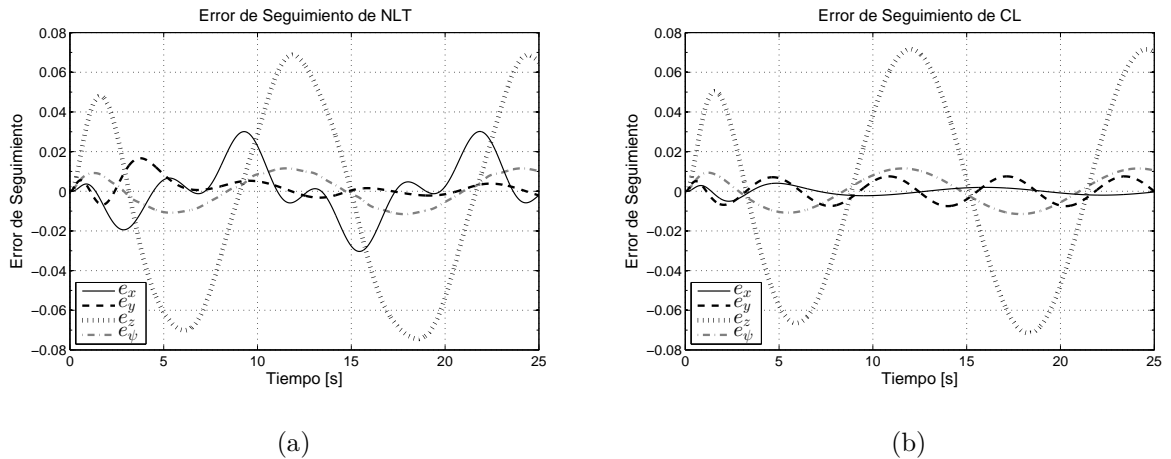 Error de Seguimiento de NLT
Error de Seguimiento
0.08
0.06
0.04
0.02
0
−0.02
−0.04
−0.06
−0.08
e_x
e_y
e_z
e_ψ
0 5 10 15 20 25
Tiempo [s]
(a)
Error de Seguimiento de CL
Error de Seguimiento
0.08
0.06
0.04
0.02
0
−0.02
−0.04
−0.06
−0.08
e_x
e_y
e_z
e_ψ
0 5 10 15 20 25
Tiempo [s]
(b)